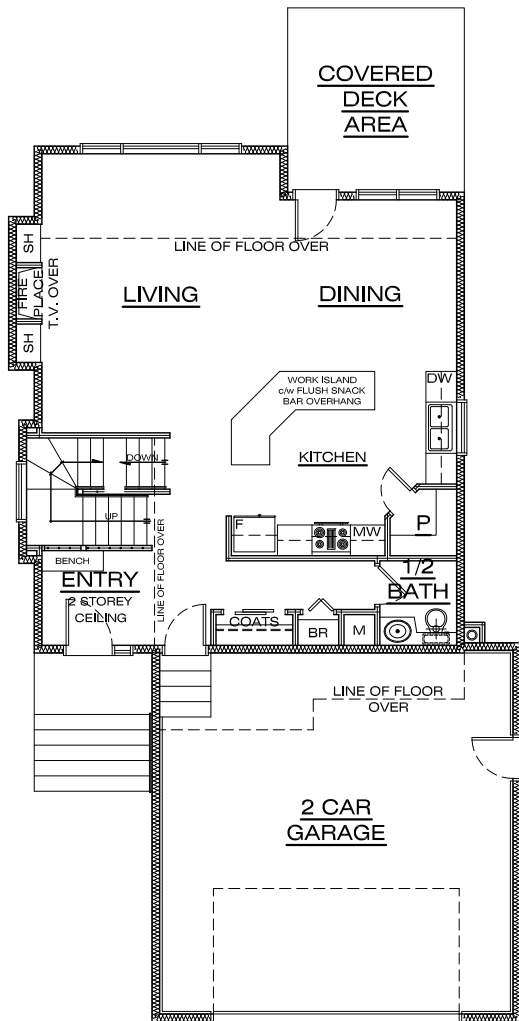 COVERED
DECK
AREA
LINE OF FLOOR OVER
SH
FIRE
PLACE
T.V. OVER
SH
LIVING
DINING
WORK ISLAND
c/w FLUSH SNACK
BAR OVERHANG
DW
KITCHEN
DOWN
UP
F
MW
P
BENCH
ENTRY
2 STOREY
CEILING
LINE OF FLOOR OVER
1/2
BATH
COATS
BR
M
LINE OF FLOOR
OVER
2 CAR
GARAGE